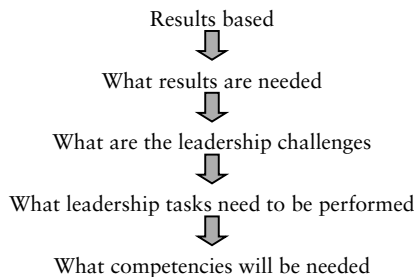 Results based
What results are needed
What are the leadership challenges
What leadership tasks need to be performed
What competencies will be needed